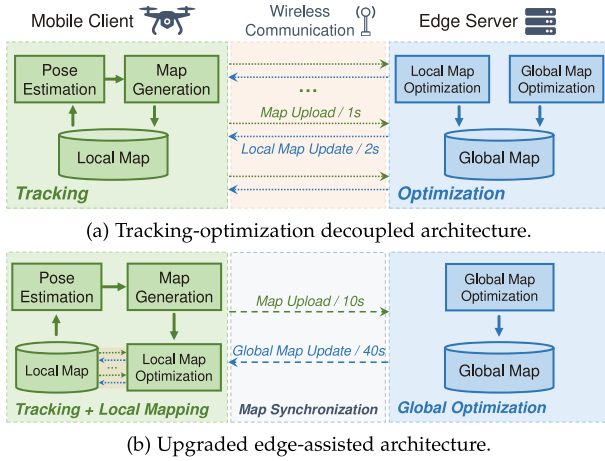 Mobile Client
Wireless
Communication
Edge Server
Pose
Estimation
Map
Generation
Local Map
Tracking
...
Map Upload / 1s
Local Map Update / 2s
Local Map
Optimization
Global Map
Optimization
Global Map
Optimization
(a) Tracking-optimization decoupled architecture.
Pose
Estimation
Map
Generation
Local Map
Local Map
Optimization
Tracking + Local Mapping
Map Upload / 10s
Global Map Update / 40s
Map Synchronization
Global Map
Optimization
Global Map
Global Optimization
(b) Upgraded edge-assisted architecture.